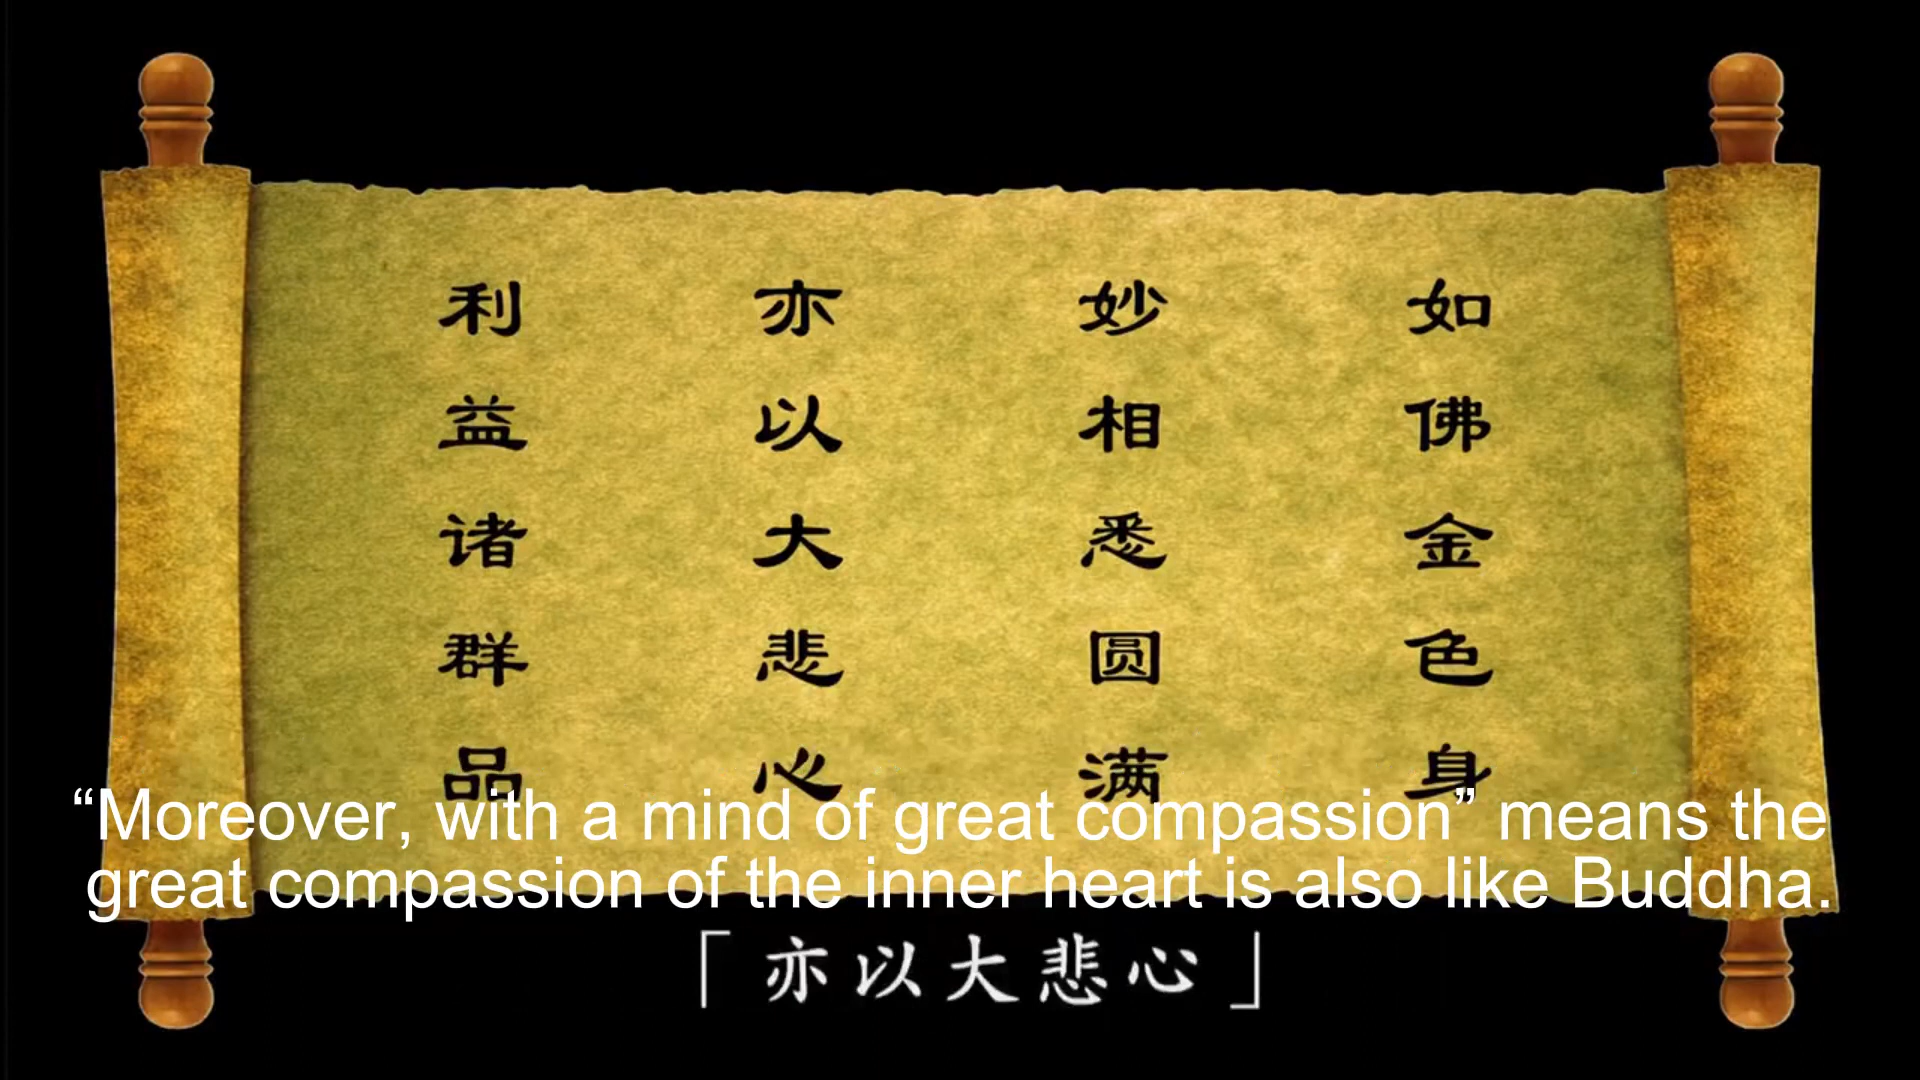 如佛金色身
妙相悉圆满
亦以大悲心
利益诸群品
“Moreover, with a mind of great compassion” means the
great compassion of the inner heart is also like Buddha.
「亦以大悲心」